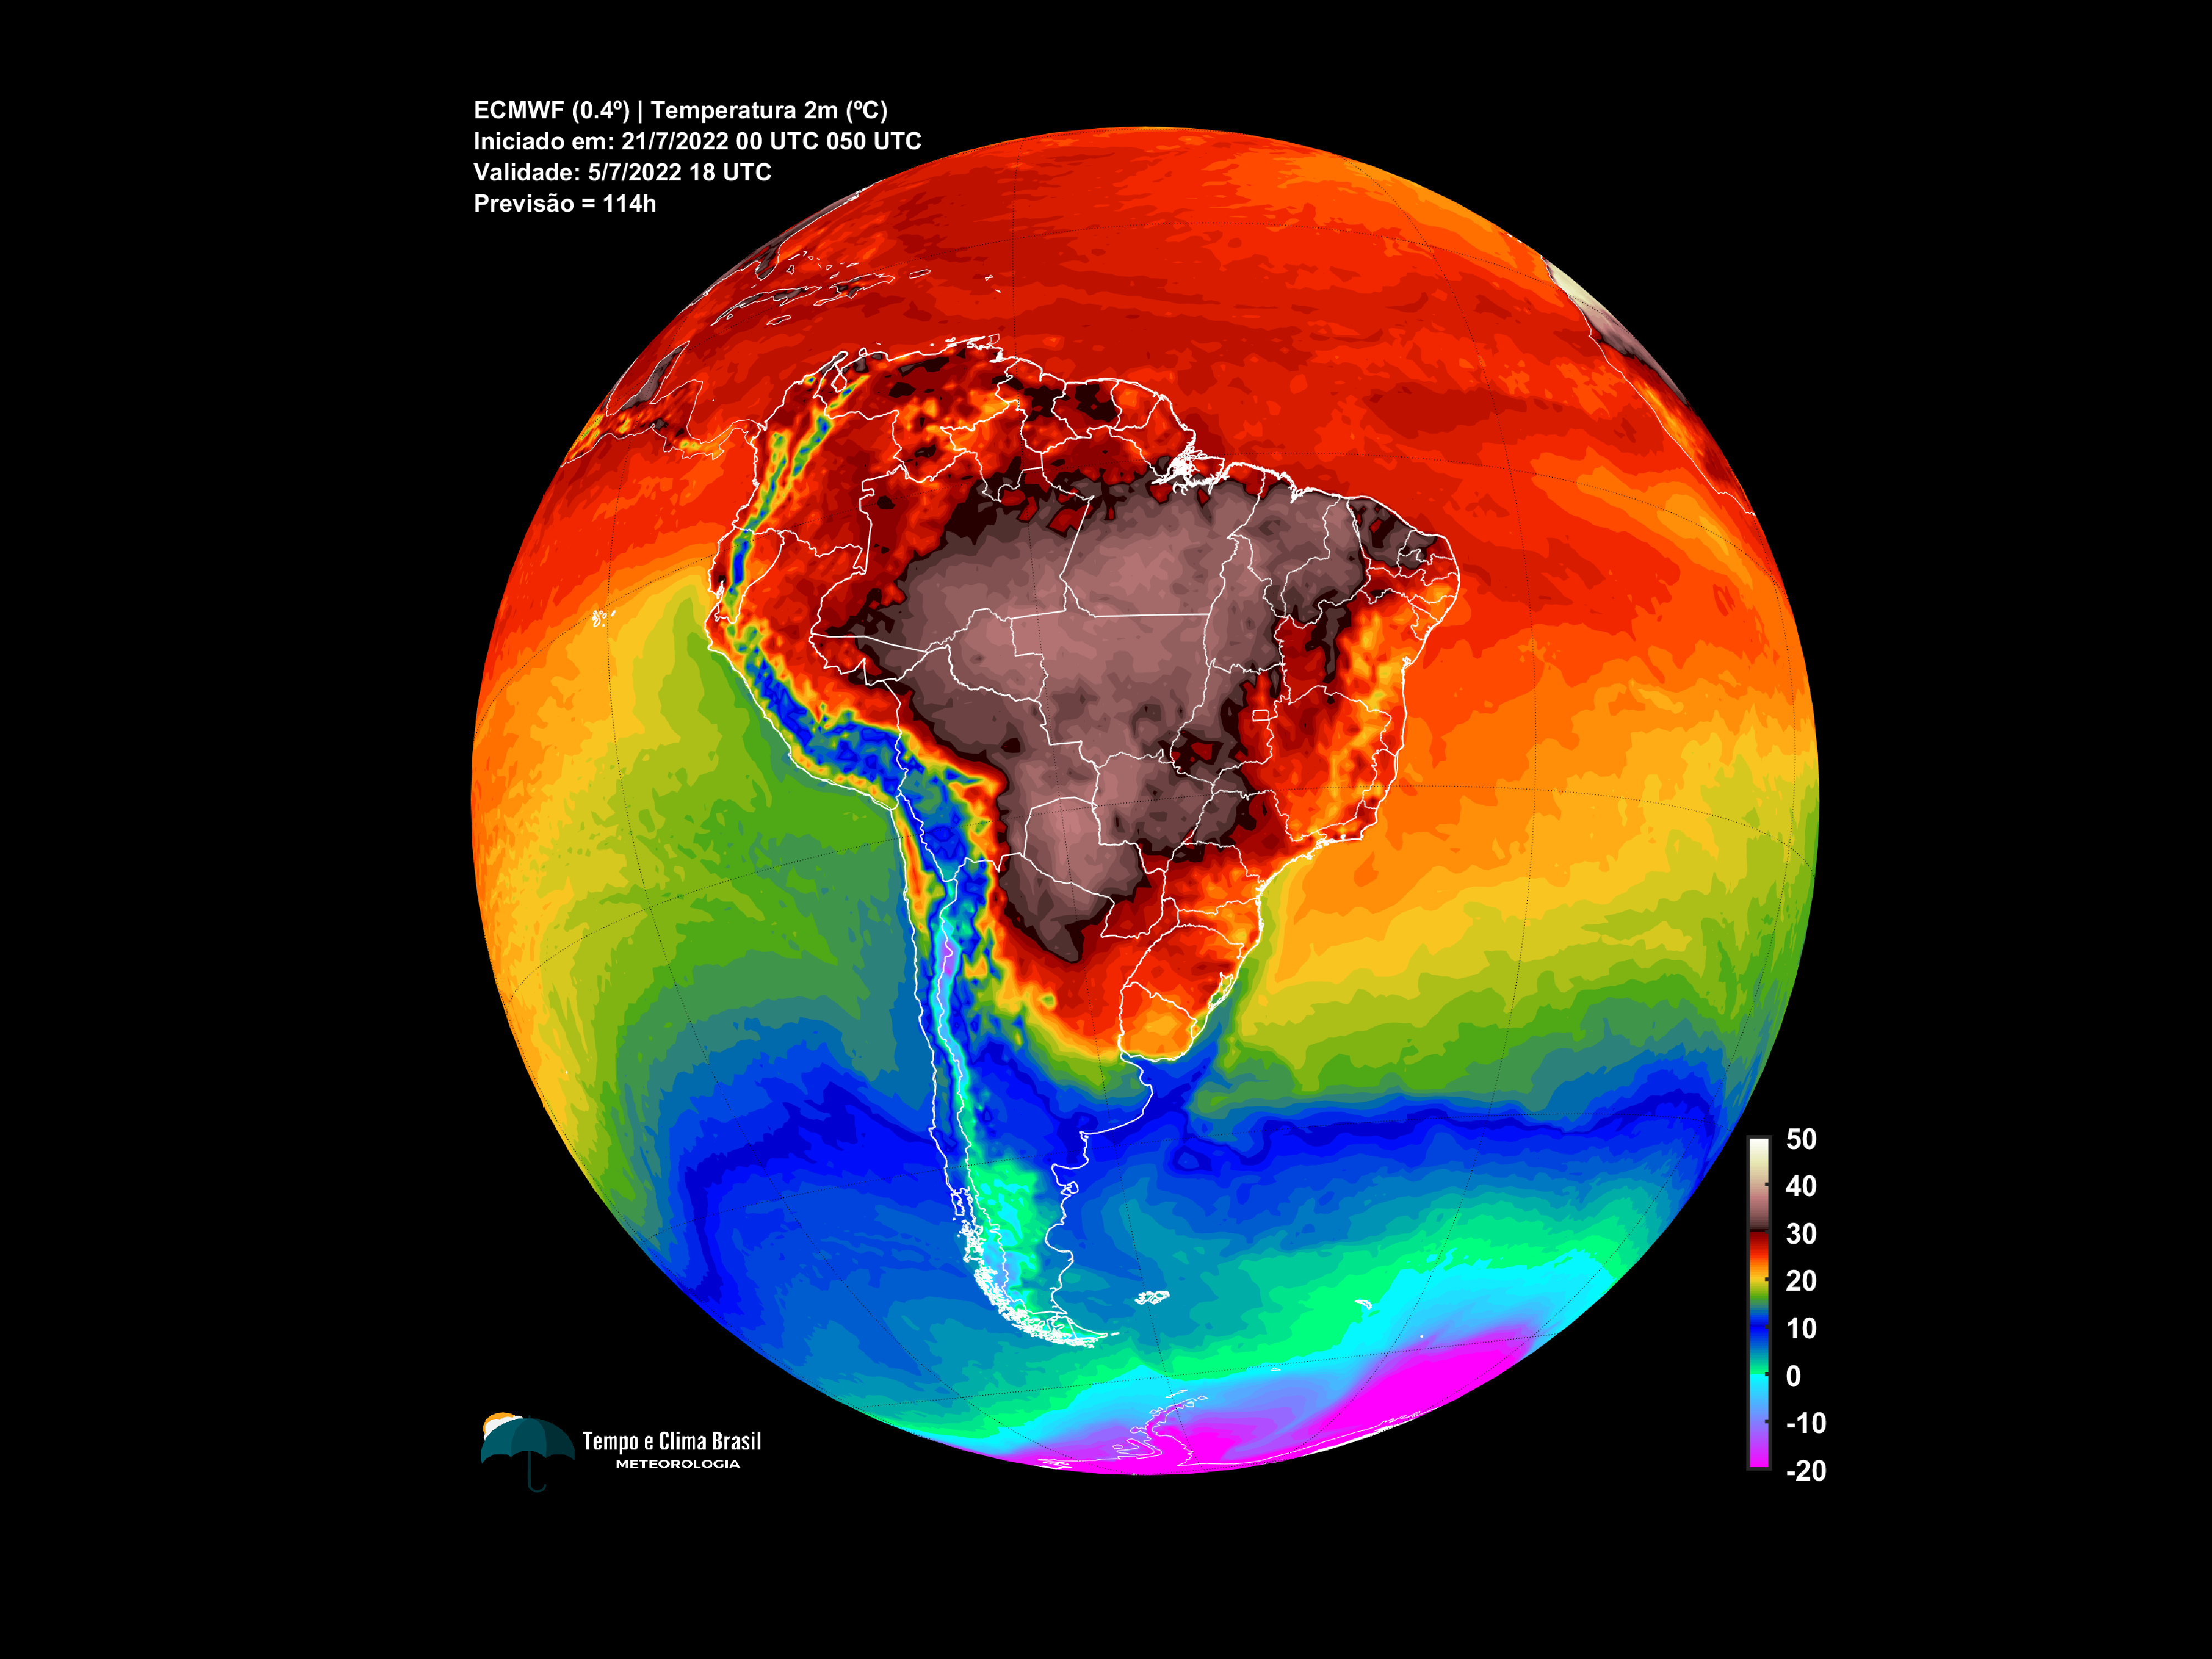 ECMWF (0.4º) | Temperatura 2m (ºC)
Iniciado em: 21/7/2022 00 UTC 050 UTC
Validade: 5/7/2022 18 UTC
Previsão = 114h
50
40
30
20
10
0
-10
-20
Tempo e Clima Brasil
METEOROLOGIA